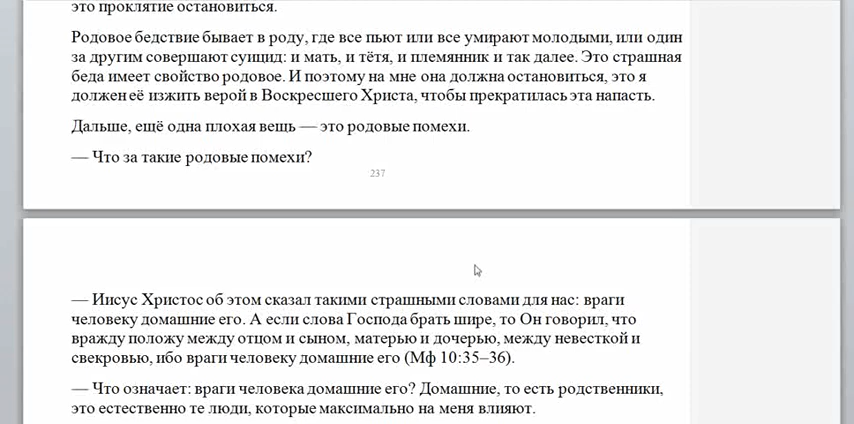 это проклятие остановиться.
Родовое бедствие бывает в роду, где все пьют или все умирают молодыми, или один
за другим совершают суицид: и мать, и тётя, и племянник и так далее. Это страшная
беда имеет свойство родовое. И поэтому на мне она должна остановиться, это я
должен её изжить верой в Воскресшего Христа, чтобы прекратилась эта напасть.
Дальше, ещё одна плохая вещь — это родовые помехи.
— Что за такие родовые помехи?
237
— Иисус Христос об этом сказал такими страшными словами для нас: враги
человеку домашние его. А если слова Господа брать шире, то Он говорил, что
вражду положу между отцом и сыном, матерью и дочерью, между невесткой и
свекровью, ибо враги человеку домашние его (Мф 10:35–36).
— Что означает: враги человека домашние его? Домашние, то есть родственники,
это естественно те люди, которые максимально на меня влияют.